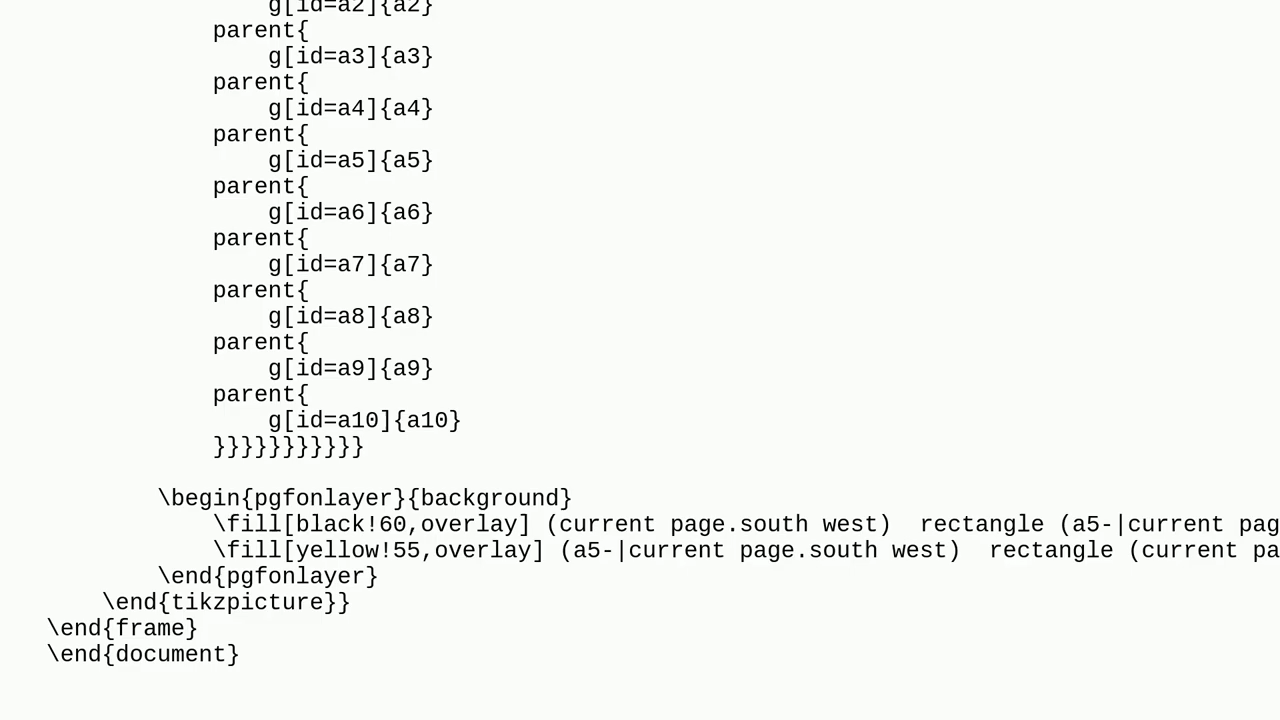 g[id=a2]{a2}
parent{
g[id=a3]{a3}
parent{
g[id=a4]{a4}
parent{
g[id=a5]{a5}
parent{
g[id=a6]{a6}
parent{
g[id=a7]{a7}
parent{
g[id=a8]{a8}
parent{
g[id=a9]{a9}
parent{
g[id=a10]{a10}
}}}}}}}}}}}
\begin{pgfonlayer}{background}
\fill[black!60,overlay] (current page.south west)  rectangle (a5-|current pag
\fill[yellow!55,overlay] (a5-|current page.south west)  rectangle (current pa
\end{pgfonlayer}
\end{tikzpicture}}
\end{frame}
\end{document}